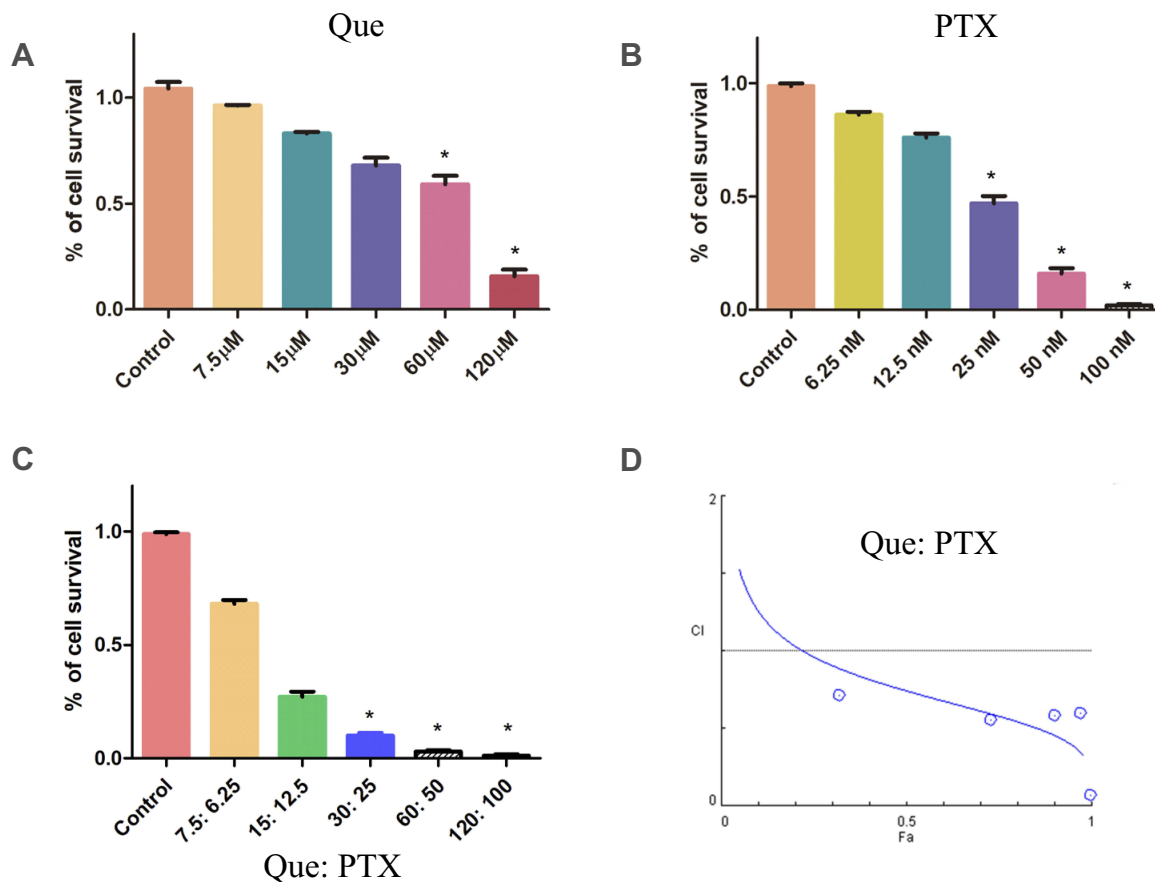 A
Que
% of cell survival
1.0
0.5
0.0
Control
7.5μM
15μM
30μM
60μM
120μM
*
*
B
PTX
% of cell survival
1.0
0.5
0.0
Control
6.25 nM
12.5 nM
25 nM
50 nM
100 nM
*
*
*
C
% of cell survival
1.0
0.5
0.0
Control
7.5: 6.25
15: 12.5
30: 25
60: 50
120: 100
*
*
*
Que: PTX
D
Que: PTX
2
CI
0
0
0.5
1
Fa